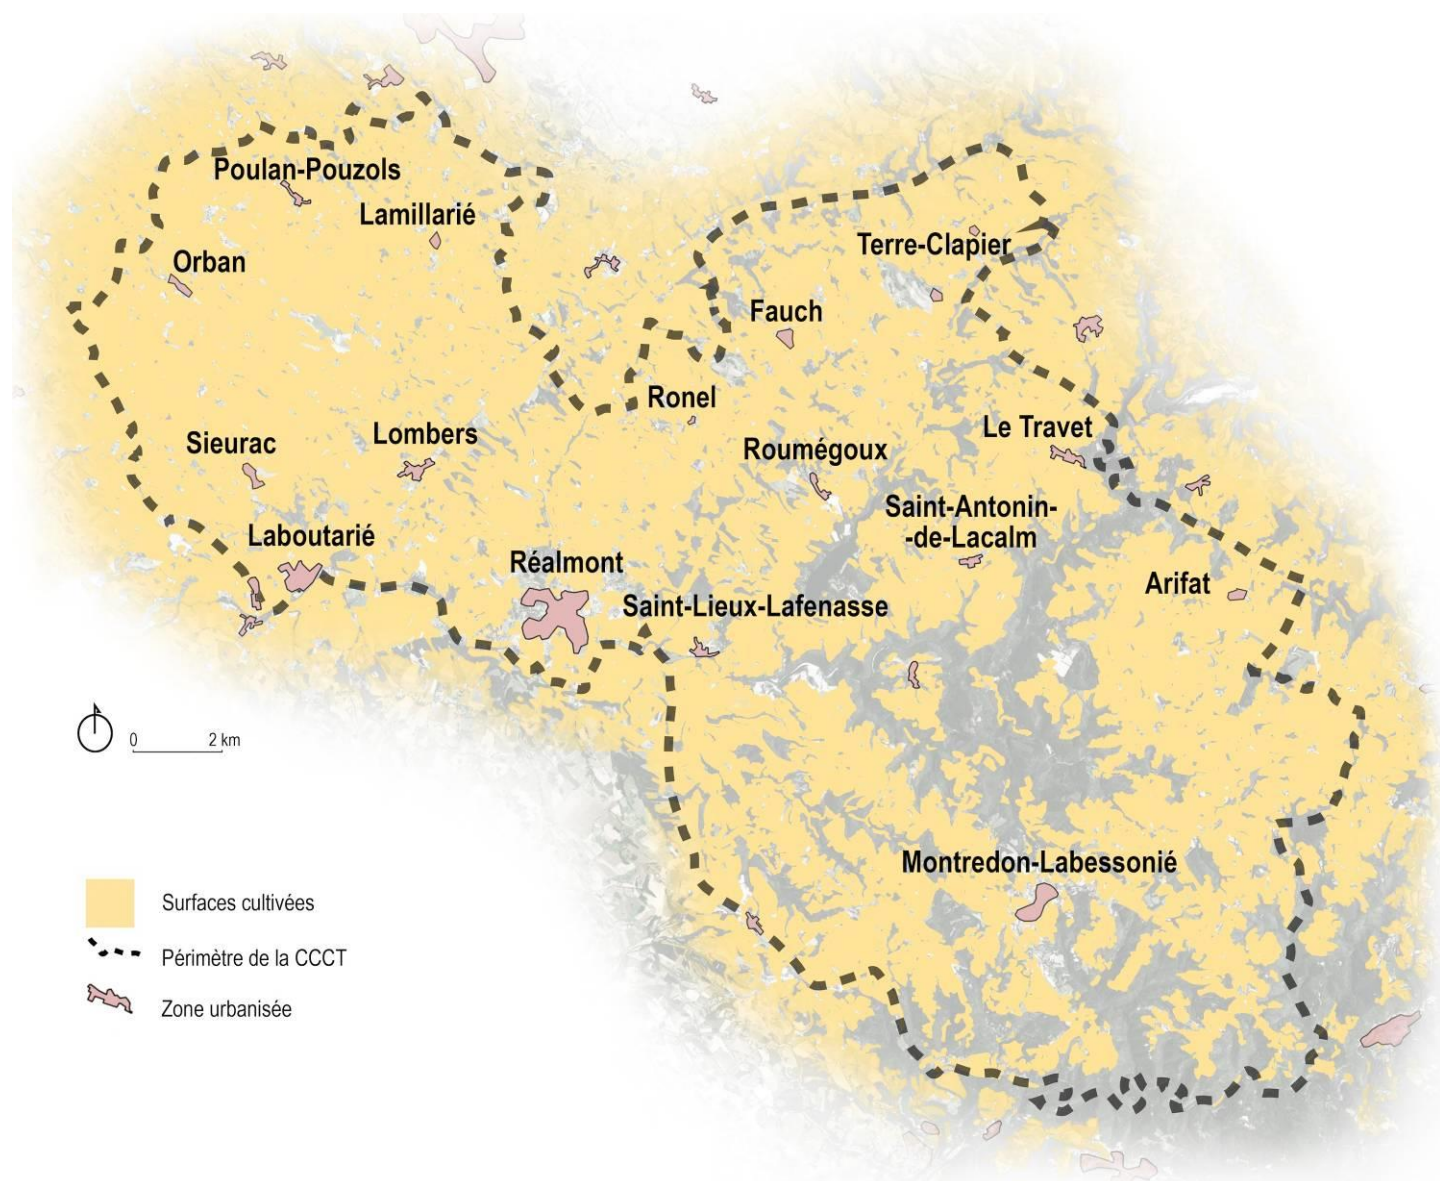 Poulan-Pouzols
Lamillarié
Orban
Terre-Clapier
Fauch
Ronel
Le Travet
Sieurac
Lombers
Roumégoux
Saint-Antonin-
-de-Lacalm
Laboutarié
Réalmont
Arifat
Saint-Lieux-Lafenasse
0 2 km
Montredon-Labessonié
Surfaces cultivées
Périmètre de la CCCT
Zone urbanisée